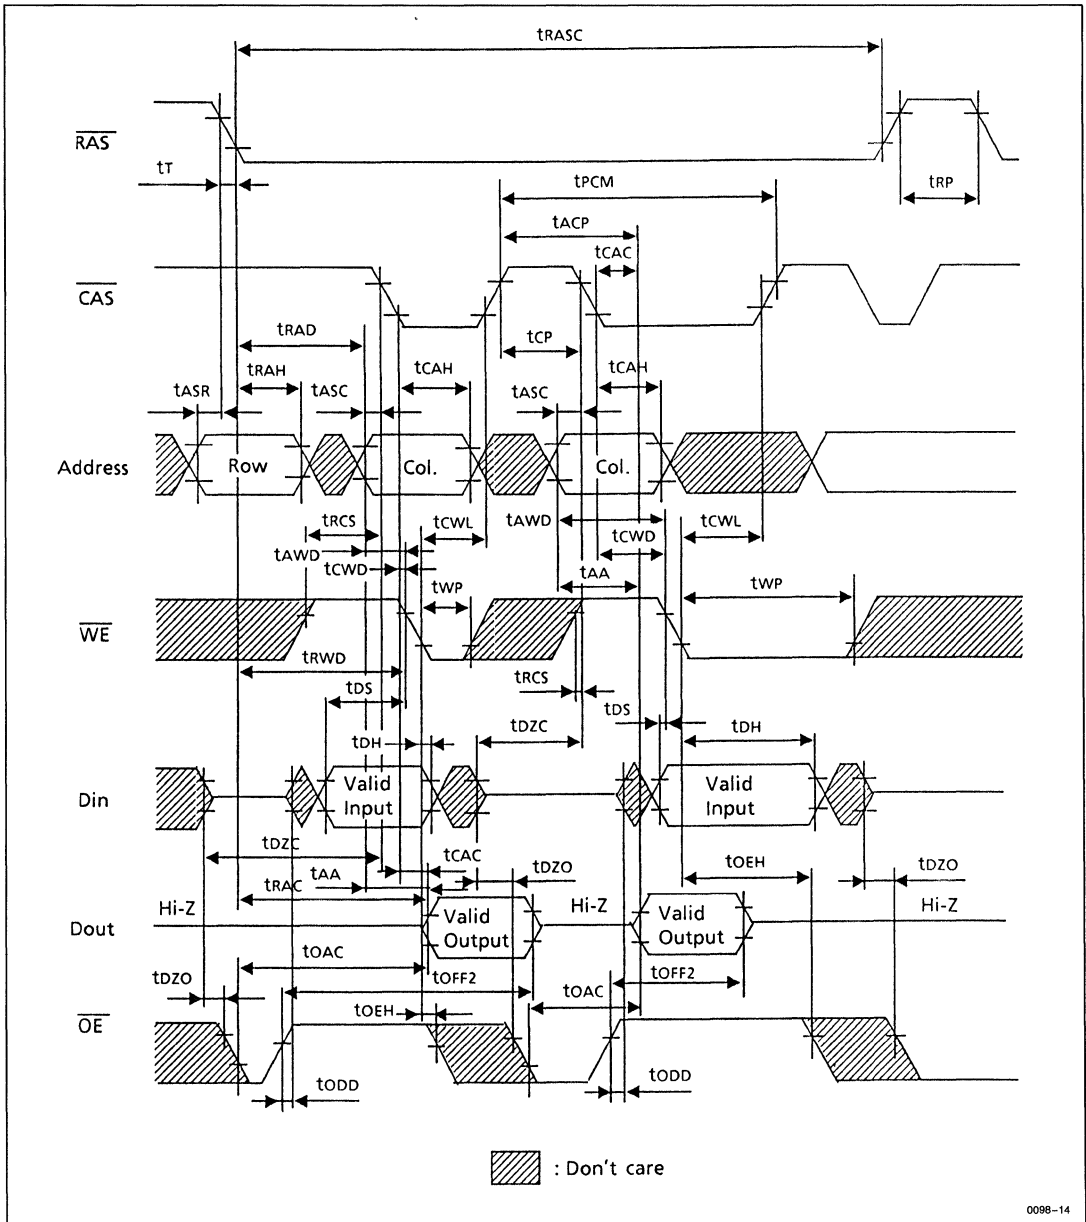 tRASC
RAS
tT
tPCM
tRP
tACP
tCAC
CAS
tRAD
tCP
tRAH
tCAH
tCAH
tASR
tASC
tASC
Address
Row
Col.
Col.
tRCS
tCWL
tAWD
tCWL
tAWD
tCWD
tCWD
tWP
tAA
tWP
WE
tRWD
tRCS
tDS
tDS
tDH
tDZC
tDH
Din
Valid
Input
Valid
Input
tDZC
tCAC
tOEH
tAA
tDZO
tDZO
tRAC
Hi-Z
Hi-Z
Hi-Z
Dout
Valid
Output
Valid
Output
tOAC
tDZO
tOFF2
tOFF2
tOAC
tOEH
OE
tODD
tODD
: Don't care
0098-14